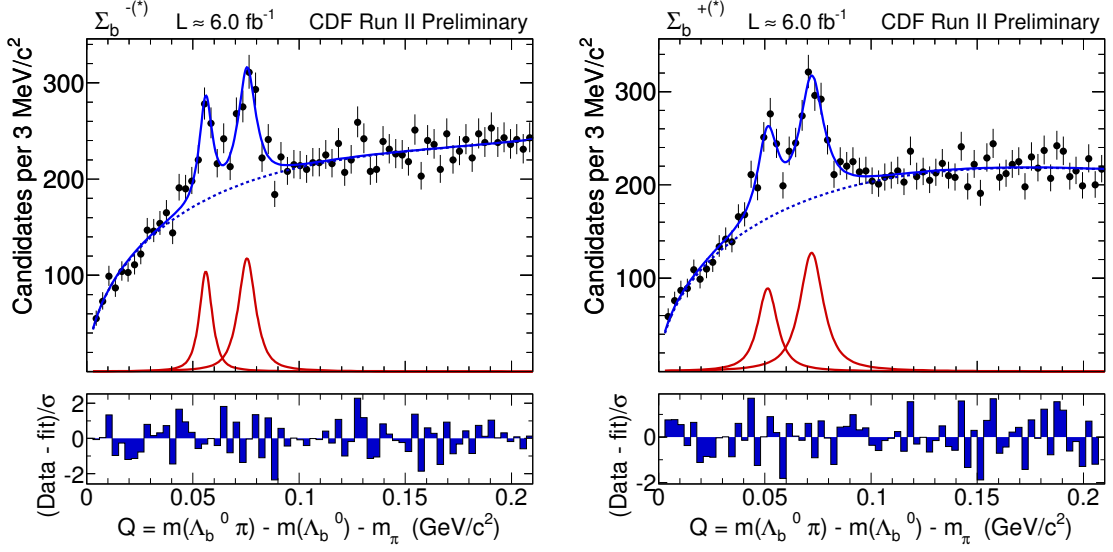 Σb-(*) L ≈ 6.0 fb-1 CDF Run II Preliminary
Candidates per 3 MeV/c2
300
200
100
(Data - fit)/σ
2
0
-2
0 0.05 0.1 0.15 0.2
Q = m(Λb0 π) - m(Λb0) - mπ (GeV/c2)
Σb+(*) L ≈ 6.0 fb-1 CDF Run II Preliminary
Candidates per 3 MeV/c2
300
200
100
(Data - fit)/σ
2
0
-2
0 0.05 0.1 0.15 0.2
Q = m(Λb0 π) - m(Λb0) - mπ (GeV/c2)